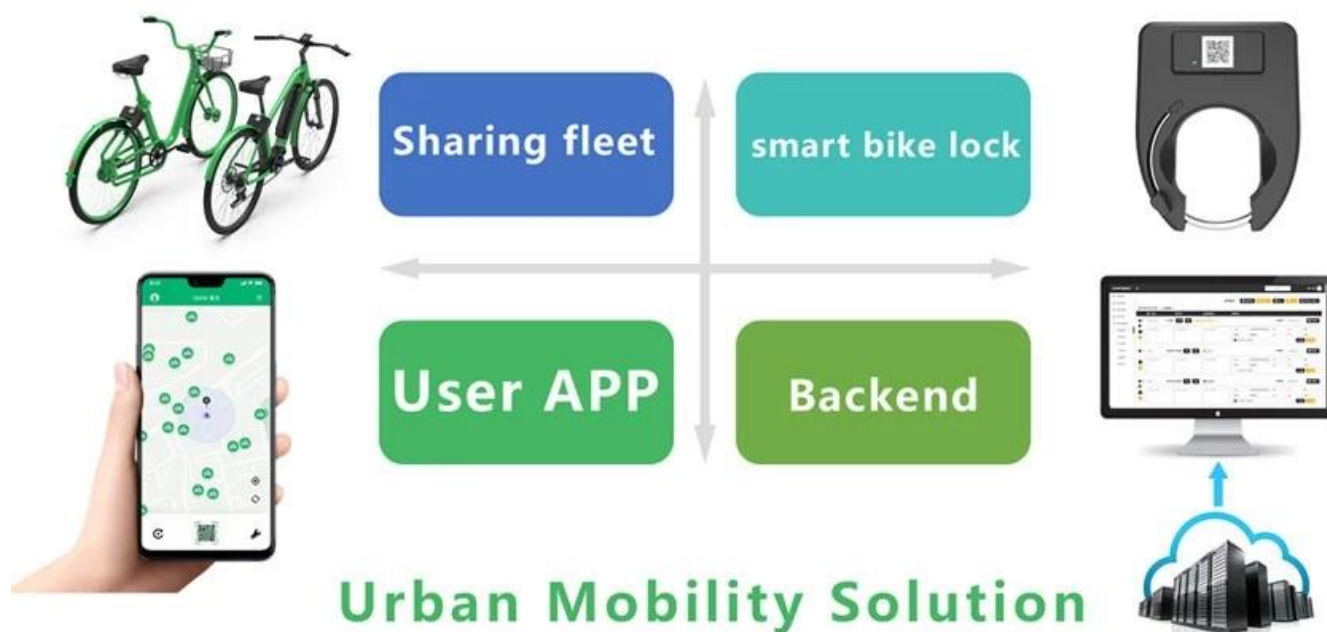 Sharing fleet
smart bike lock
User APP
Backend
Urban Mobility Solution